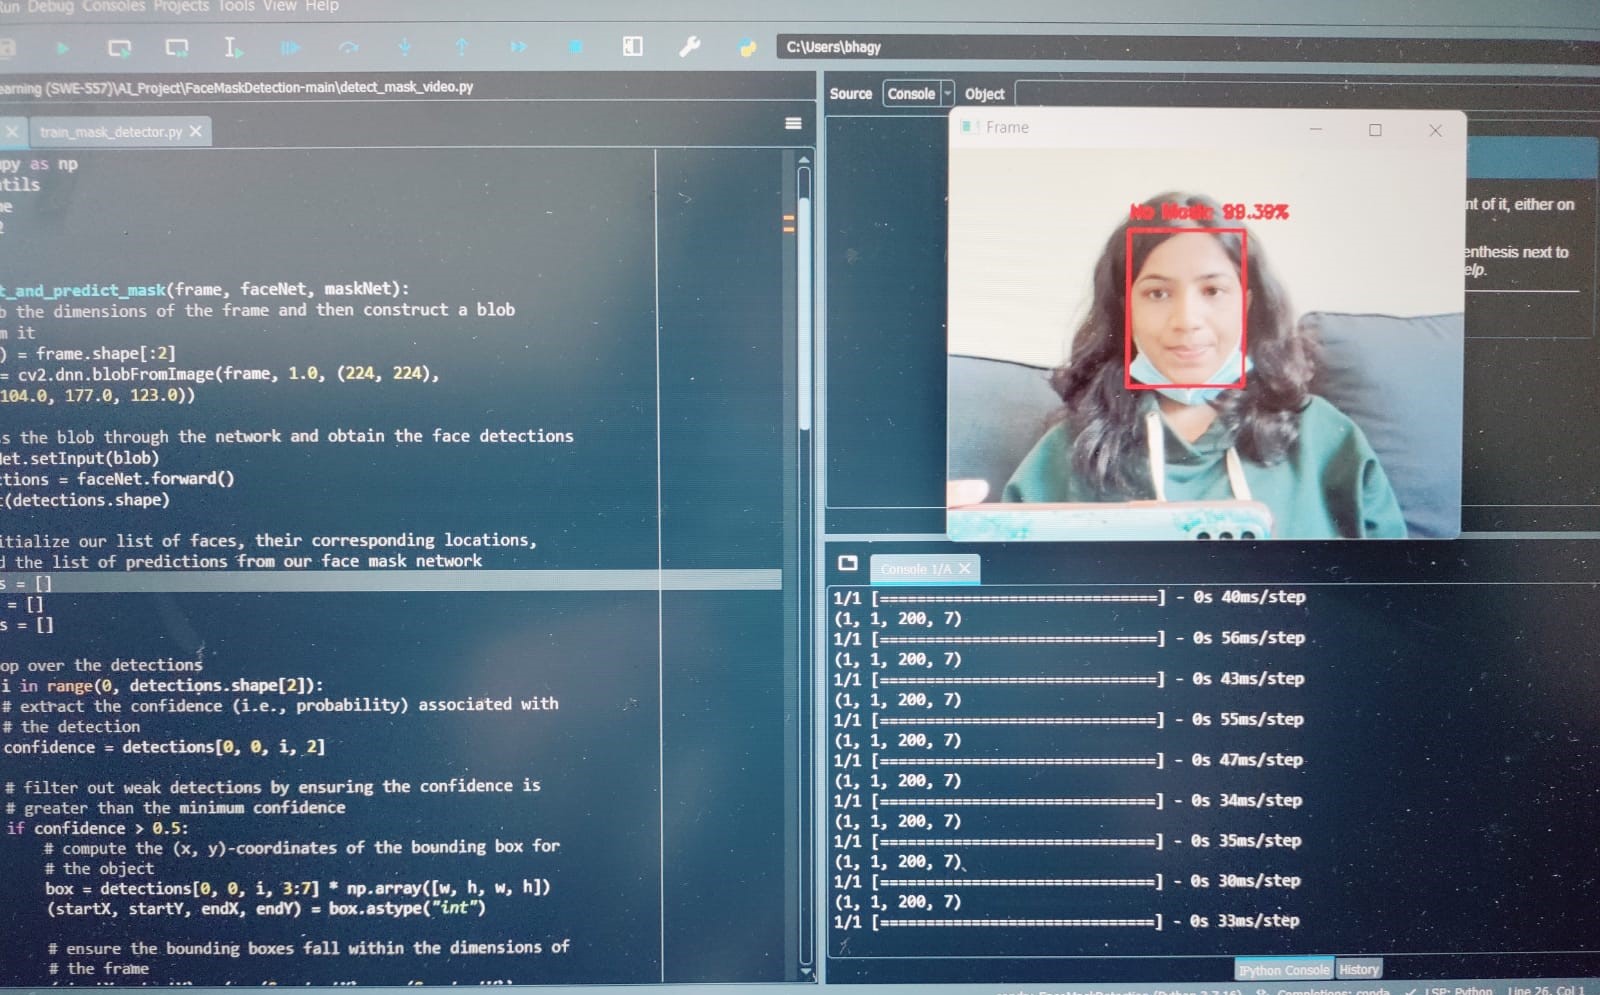 Run Debug Consoles Projects Tools View Help
C:\Users\bhagy
earning (SWE-557)\AI_Project\FaceMaskDetection-main\detect_mask_video.py
train_mask_detector.py
py as np
utils
t_and_predict_mask(frame, faceNet, maskNet):
the dimensions of the frame and then construct a blob
it
) = frame.shape[:2]
= cv2.dnn.blobFromImage(frame, 1.0, (224, 224),
104.0, 177.0, 123.0))
s the blob through the network and obtain the face detections
et.setInput(blob)
ctions = faceNet.forward()
t(detections.shape)
itialize our list of faces, their corresponding locations,
d the list of predictions from our face mask network
s = []
= []
s = []
op over the detections
i in range(0, detections.shape[2]):
# extract the confidence (i.e., probability) associated with
# the detection
confidence = detections[0, 0, i, 2]
# filter out weak detections by ensuring the confidence is
# greater than the minimum confidence
if confidence > 0.5:
# compute the (x, y)-coordinates of the bounding box for
# the object
box = detections[0, 0, i, 3:7] * np.array([w, h, w, h])
(startX, startY, endX, endY) = box.astype("int")
# ensure the bounding boxes fall within the dimensions of
# the frame
Source Console Object
Frame
No Mask: 99.39%
nt of it, either on
enthesis next to
elp.
Console 1/A
1/1 [==============================] - 0s 40ms/step
(1, 1, 200, 7)
1/1 [==============================] - 0s 56ms/step
(1, 1, 200, 7)
1/1 [==============================] - 0s 43ms/step
(1, 1, 200, 7)
1/1 [==============================] - 0s 55ms/step
(1, 1, 200, 7)
1/1 [==============================] - 0s 47ms/step
(1, 1, 200, 7)
1/1 [==============================] - 0s 34ms/step
(1, 1, 200, 7)
1/1 [==============================] - 0s 35ms/step
(1, 1, 200, 7)
1/1 [==============================] - 0s 30ms/step
(1, 1, 200, 7)
1/1 [==============================] - 0s 33ms/step
IPython Console History
Completions: conda LSP: Python Line 26, Col 1